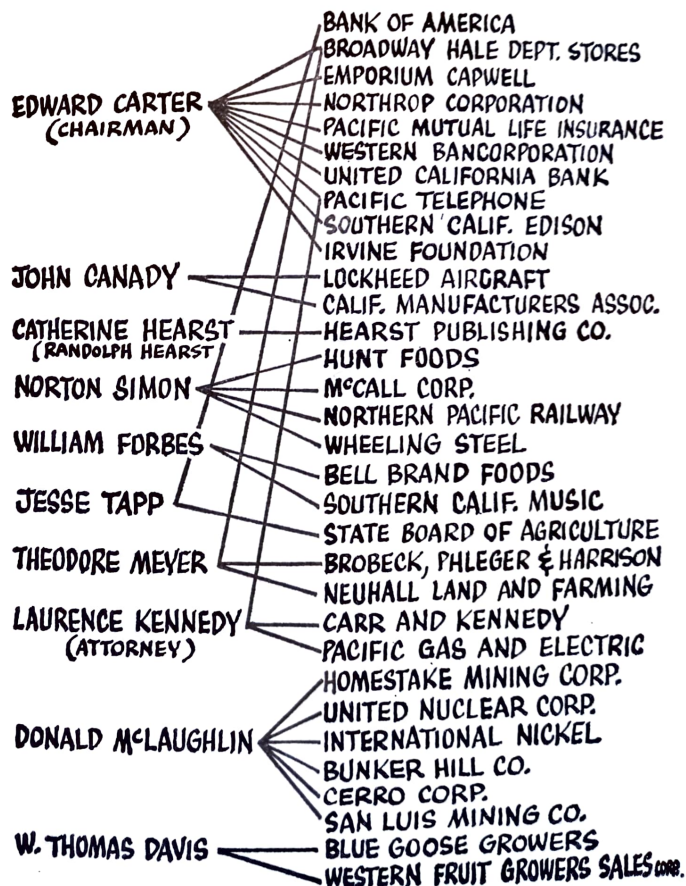 EDWARD CARTER
(CHAIRMAN)
JOHN CANADY
CATHERINE HEARST
(RANDOLPH HEARST
NORTON SIMON
WILLIAM FORBES
JESSE TAPP
THEODORE MEYER
LAURENCE KENNEDY
(ATTORNEY)
DONALD McLAUGHLIN
W. THOMAS DAVIS
BANK OF AMERICA
BROADWAY HALE DEPT. STORES
EMPORIUM CAPWELL
NORTHROP CORPORATION
PACIFIC MUTUAL LIFE INSURANCE
WESTERN BANCORPORATION
UNITED CALIFORNIA BANK
PACIFIC TELEPHONE
SOUTHERN CALIF. EDISON
IRVINE FOUNDATION
LOCKHEED AIRCRAFT
CALIF. MANUFACTURERS ASSOC.
HEARST PUBLISHING CO.
HUNT FOODS
McCALL CORP.
NORTHERN PACIFIC RAILWAY
WHEELING STEEL
BELL BRAND FOODS
SOUTHERN CALIF. MUSIC
STATE BOARD OF AGRICULTURE
BROBECK, PHLEGER & HARRISON
NEUHALL LAND AND FARMING
CARR AND KENNEDY
PACIFIC GAS AND ELECTRIC
HOMESTAKE MINING CORP.
UNITED NUCLEAR CORP.
INTERNATIONAL NICKEL
BUNKER HILL CO.
CERRO CORP.
SAN LUIS MINING CO.
BLUE GOOSE GROWERS
WESTERN FRUIT GROWERS SALES CORP.